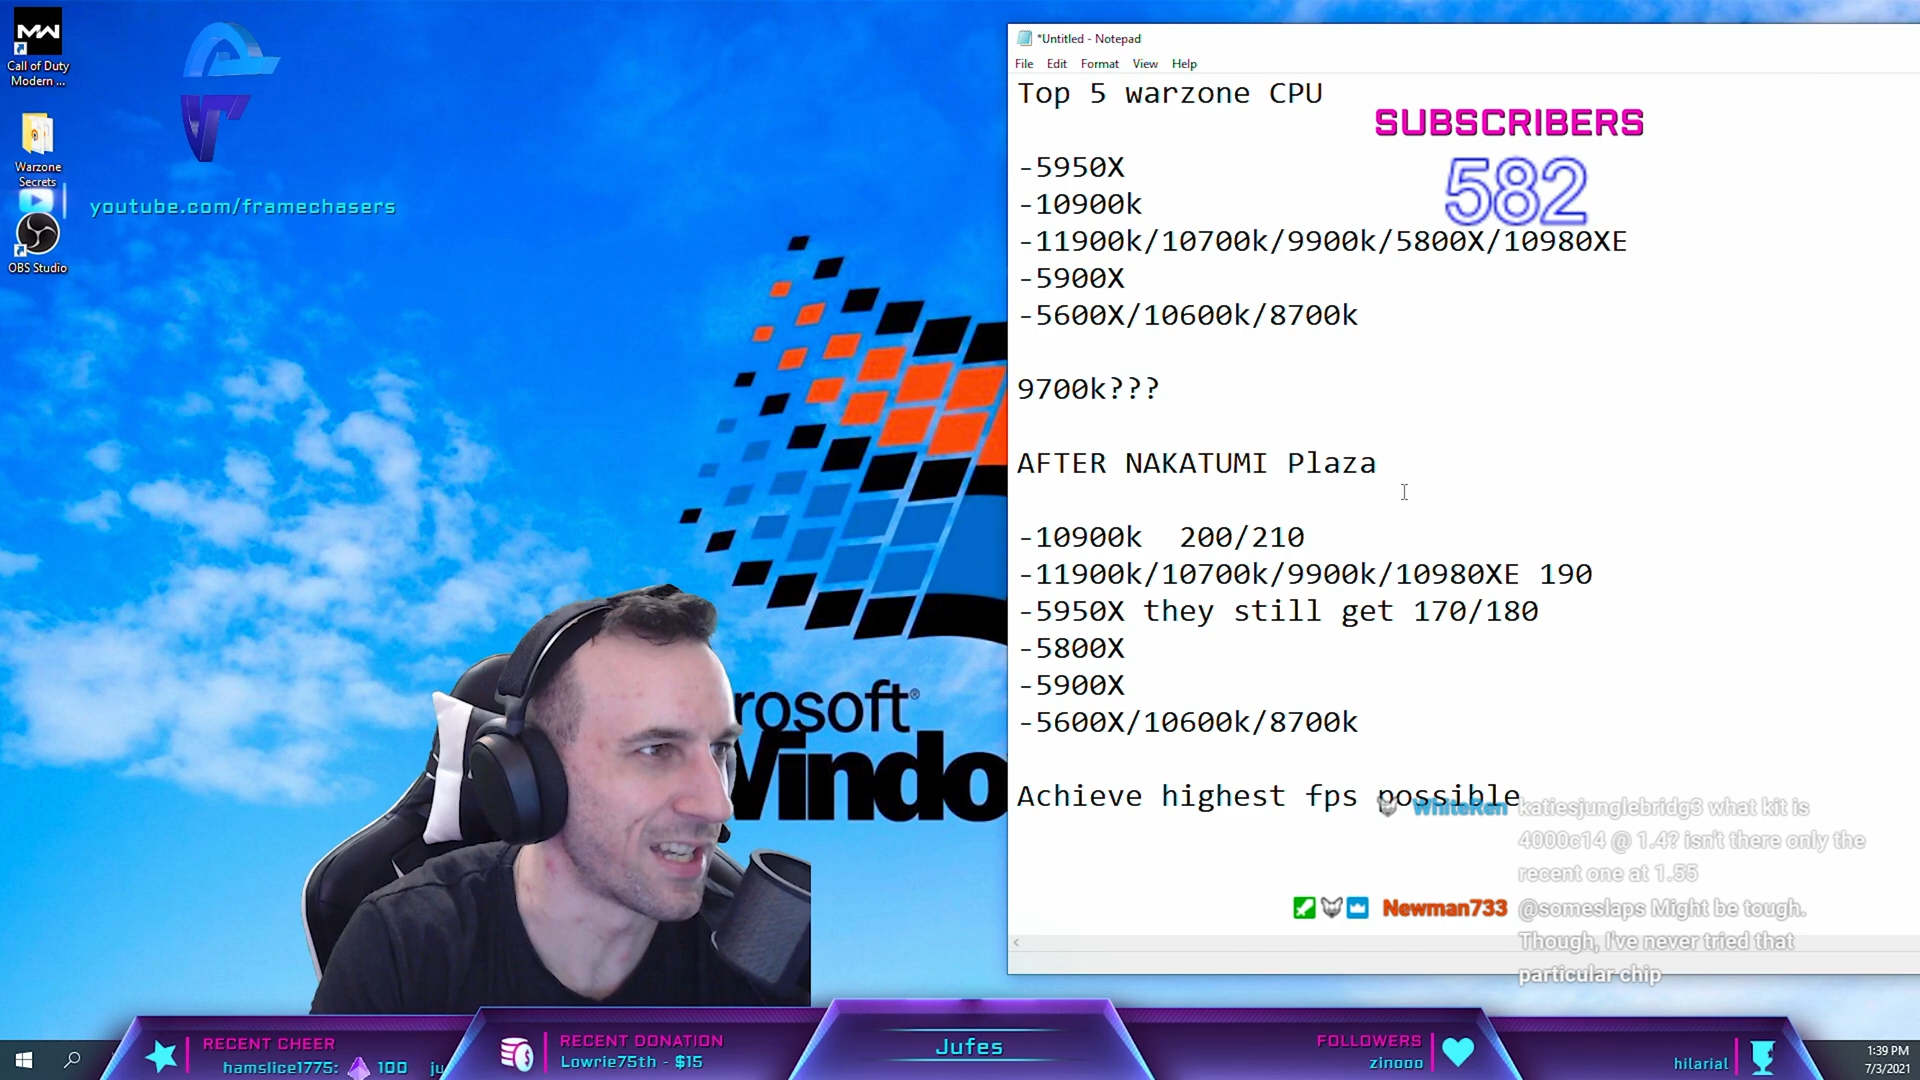 Call of Duty
Modern ...
Warzone
Secrets
OBS Studio
youtube.com/framechasers
rosoft®
Windo
*Untitled - Notepad
File Edit Format View Help
Top 5 warzone CPU
SUBSCRIBERS
582
-5950X
-10900k
-11900k/10700k/9900k/5800X/10980XE
-5900X
-5600X/10600k/8700k
9700k???
AFTER NAKATUMI Plaza
-10900k  200/210
-11900k/10700k/9900k/10980XE 190
-5950X they still get 170/180
-5800X
-5900X
-5600X/10600k/8700k
Achieve highest fps possible
WhiteRen katiesjunglebridg3 what kit is
4000c14 @ 1.4? isn't there only the
recent one at 1.55
Newman733 @someslaps Might be tough.
Though, I've never tried that
particular chip
RECENT CHEER
hamslice1775: 100 ju
RECENT DONATION
Lowrie75th - $15
Jufes
FOLLOWERS
zinooo
hilarial
1:39 PM
7/3/2021